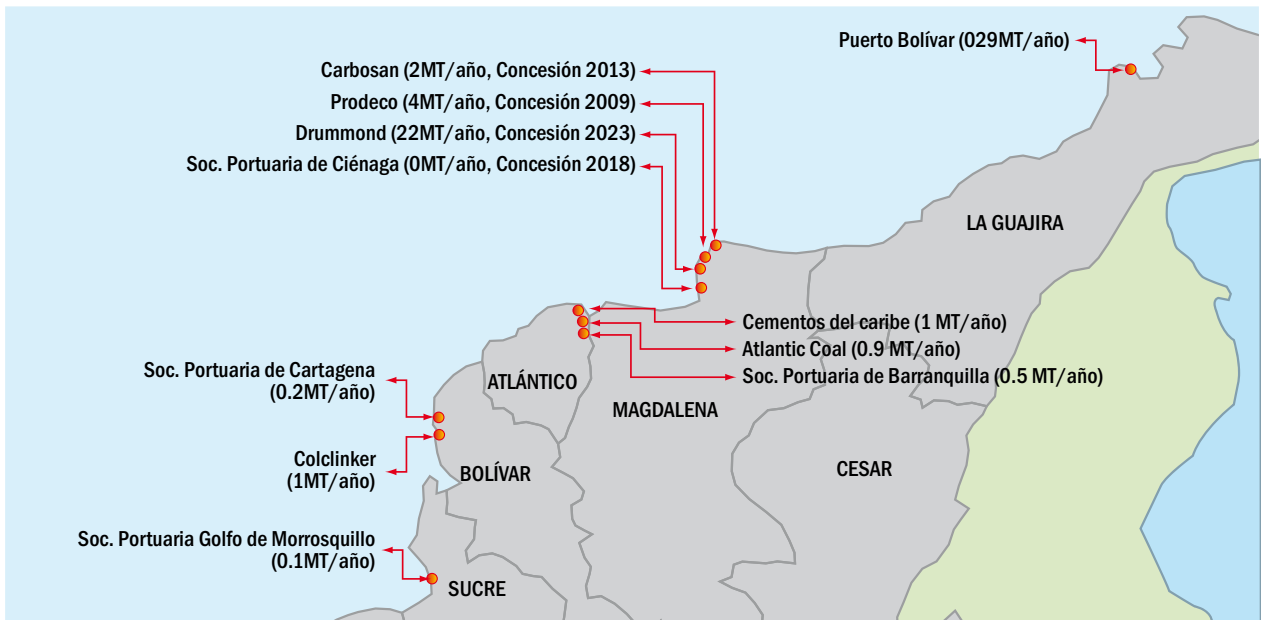 Puerto Bolívar (029MT/año)
Carbosan (2MT/año, Concesión 2013)
Prodeco (4MT/año, Concesión 2009)
Drummond (22MT/año, Concesión 2023)
Soc. Portuaria de Ciénaga (0MT/año, Concesión 2018)
LA GUAJIRA
Cementos del caribe (1 MT/año)
Atlantic Coal (0.9 MT/año)
Soc. Portuaria de Barranquilla (0.5 MT/año)
Soc. Portuaria de Cartagena
(0.2MT/año)
ATLÁNTICO
MAGDALENA
Colclinker
(1MT/año)
BOLÍVAR
CESAR
Soc. Portuaria Golfo de Morrosquillo
(0.1MT/año)
SUCRE